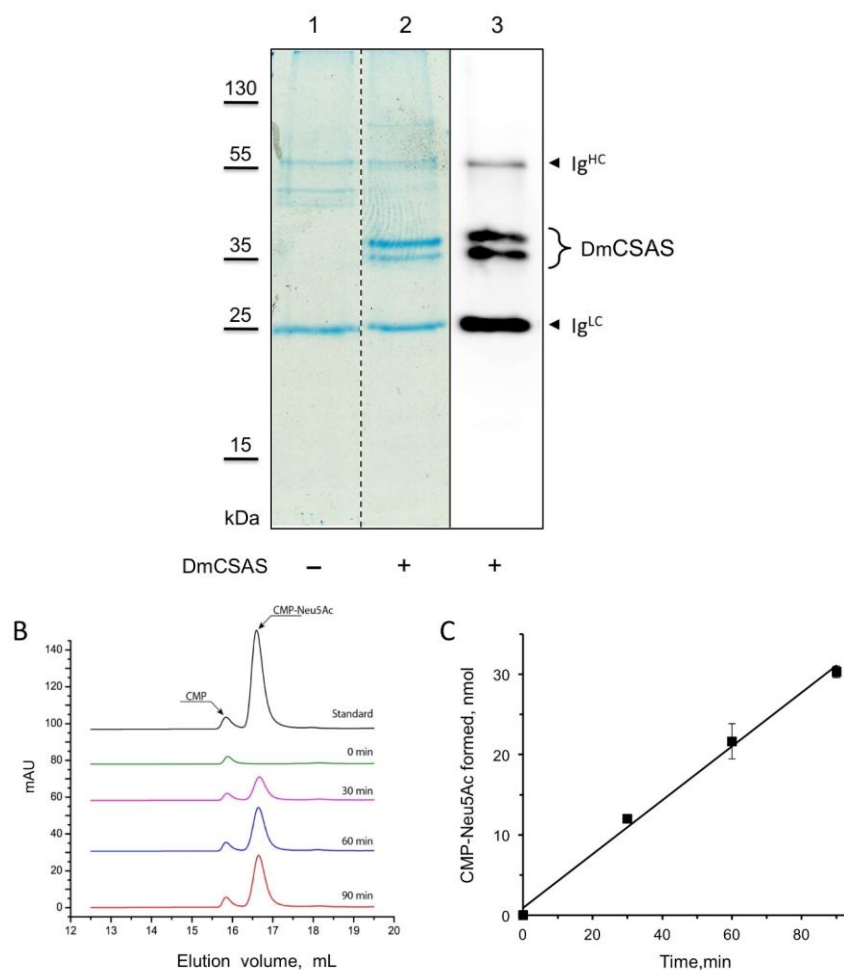 1 2 3
130
55
35
25
15
kDa
Ig^HC
DmCSAS
Ig^LC
DmCSAS – + +
B
CMP-Neu5Ac
CMP
Standard
0 min
30 min
60 min
90 min
140
120
100
80
60
40
20
0
mAU
12 13 14 15 16 17 18 19 20
Elution volume, mL
C
30
20
10
0
CMP-Neu5Ac formed, nmol
0 20 40 60 80
Time,min